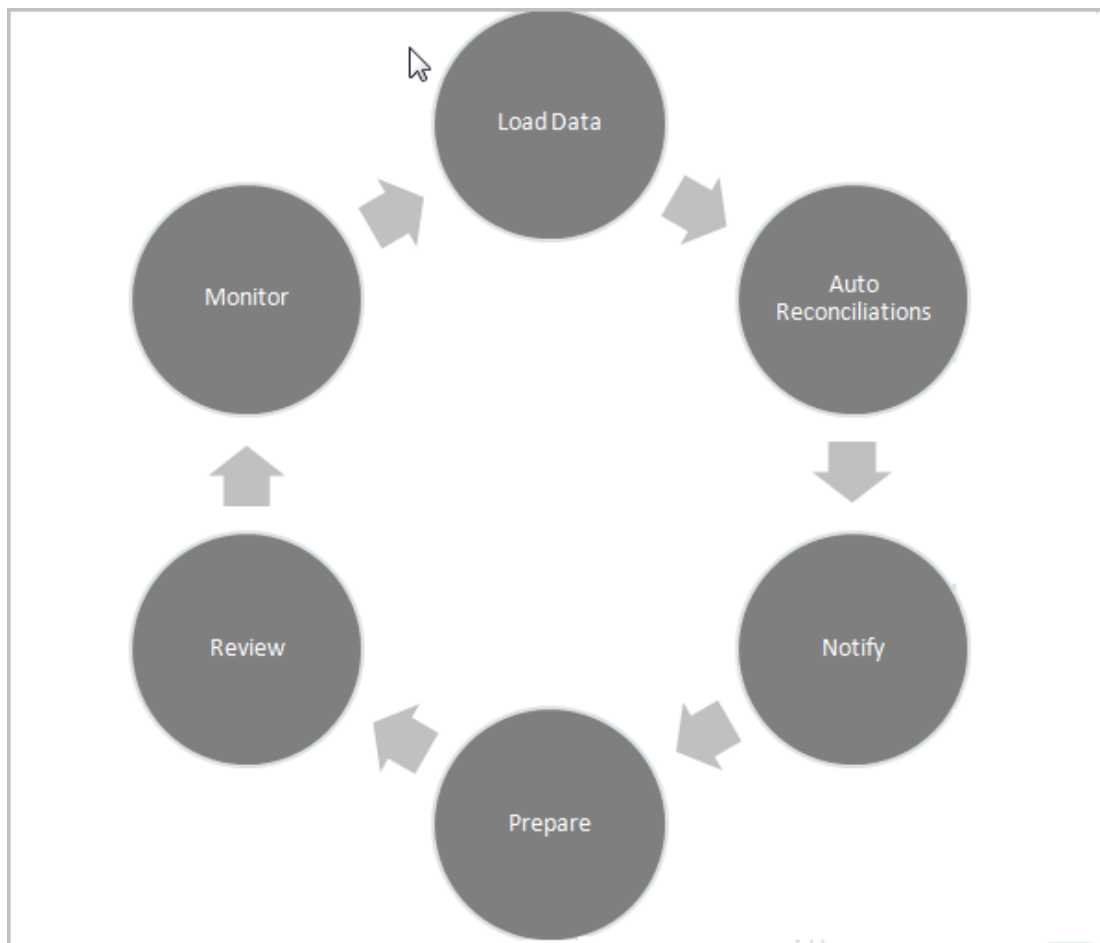 Load Data
Auto
Reconciliations
Notify
Prepare
Review
Monitor